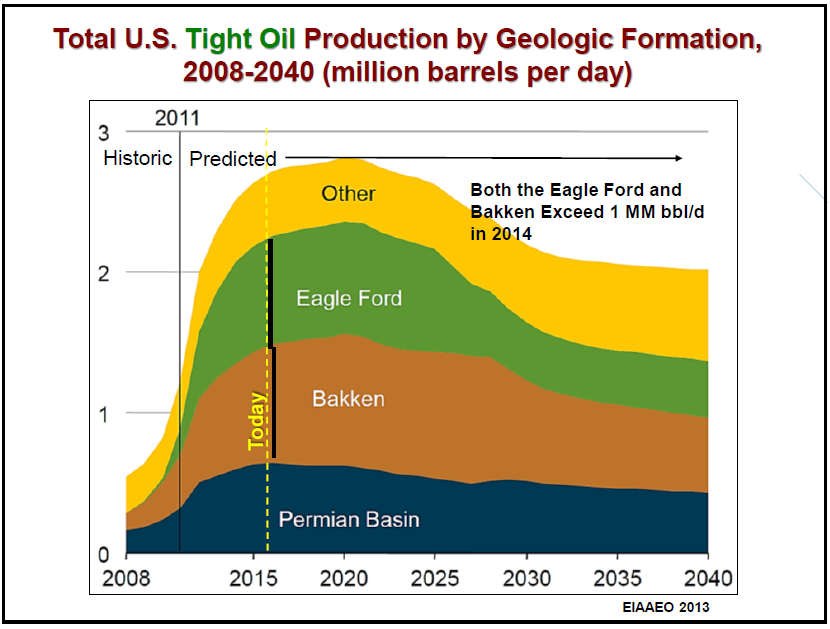 Total U.S. Tight Oil Production by Geologic Formation,
2008-2040 (million barrels per day)
2011
3
Historic
Predicted
Other
Both the Eagle Ford and
Bakken Exceed 1 MM bbl/d
in 2014
2
Eagle Ford
1
Today
Bakken
Permian Basin
0
2008
2015
2020
2025
2030
2035
2040
EIAAEO 2013